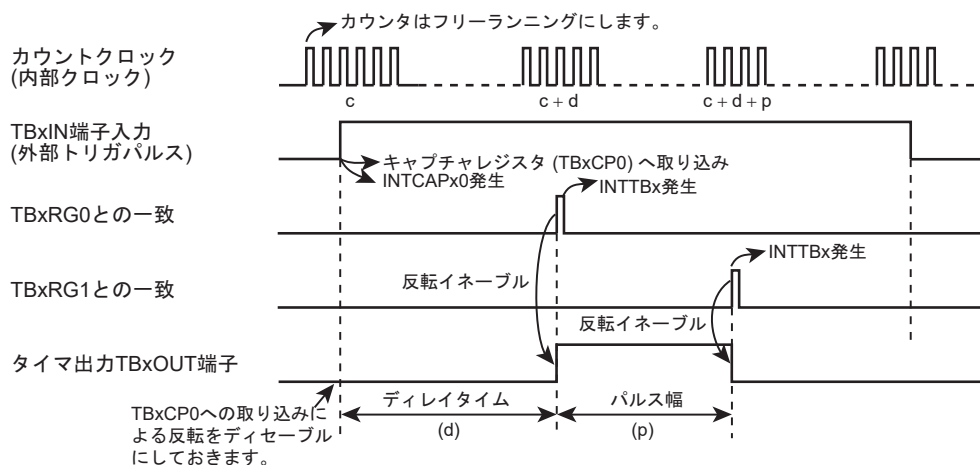 カウンタはフリーランニングにします。
カウントクロック
(内部クロック)
c
c + d
c + d + p
TBxIN端子入力
(外部トリガパルス)
キャプチャレジスタ (TBxCP0) へ取り込み
INTCAPx0発生
INTTBx発生
TBxRG0との一致
INTTBx発生
反転イネーブル
TBxRG1との一致
反転イネーブル
タイマ出力TBxOUT端子
TBxCP0への取り込みに
よる反転をディセーブル
にしておきます。
ディレイタイム
(d)
パルス幅
(p)